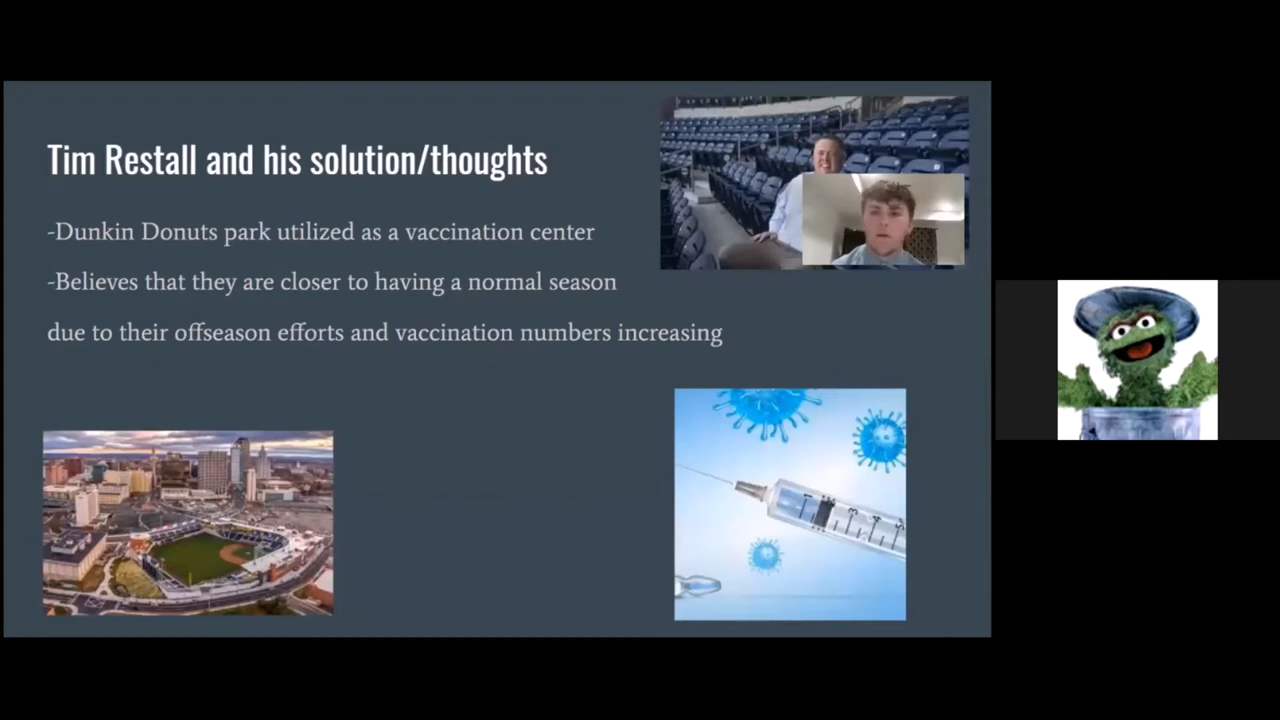 Tim Restall and his solution/thoughts
-Dunkin Donuts park utilized as a vaccination center
-Believes that they are closer to having a normal season
due to their offseason efforts and vaccination numbers increasing